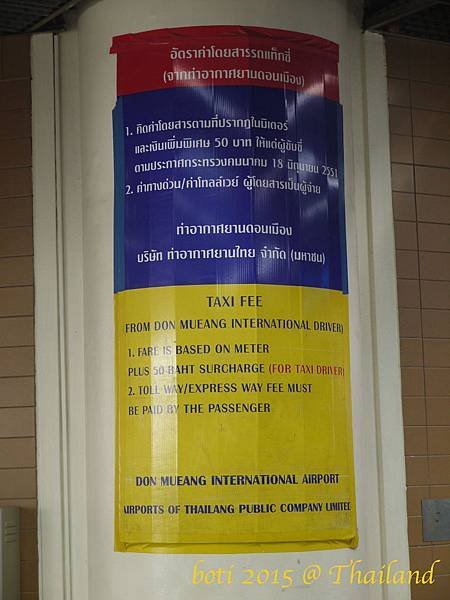 อัตราค่าโดยสารรถแท็กซี่
(จากท่าอากาศยานดอนเมือง)
1. คิดค่าโดยสารตามที่ปรากฏในมิเตอร์
และเงินเพิ่มพิเศษ 50 บาท ให้แก่ผู้ขับขี่
ตามประกาศกระทรวงคมนาคม 18 มิถุนายน 2551
2. ค่าทางด่วน/ค่าโทลล์เวย์ ผู้โดยสารเป็นผู้จ่าย
ท่าอากาศยานดอนเมือง
บริษัท ท่าอากาศยานไทย จำกัด (มหาชน)
TAXI FEE
(FROM DON MUEANG INTERNATIONAL DRIVER)
1. FARE IS BASED ON METER
PLUS 50-BAHT SURCHARGE (FOR TAXI DRIVER)
2. TOLL WAY/EXPRESS WAY FEE MUST
BE PAID BY THE PASSENGER
DON MUEANG INTERNATIONAL AIRPORT
AIRPORTS OF THAILANG PUBLIC COMPANY LIMITED
boti 2015 @ Thailand